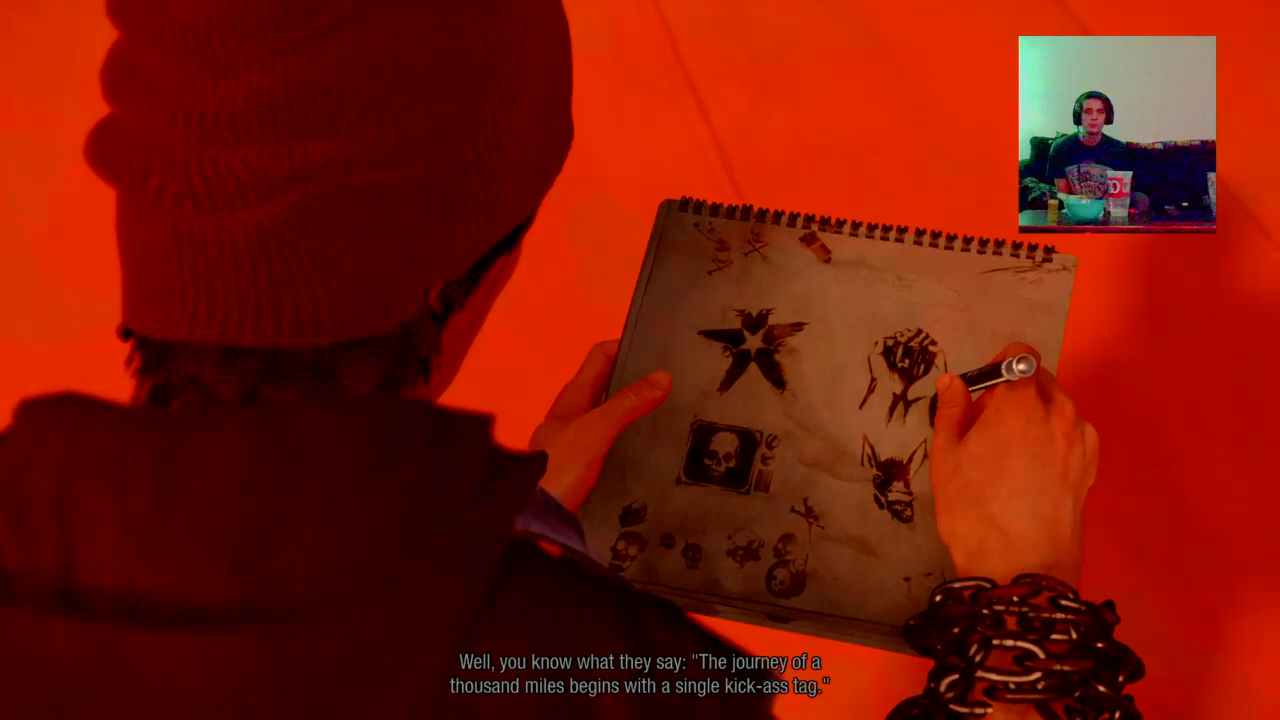 Well, you know what they say: "The journey of a
thousand miles begins with a single kick-ass tag."